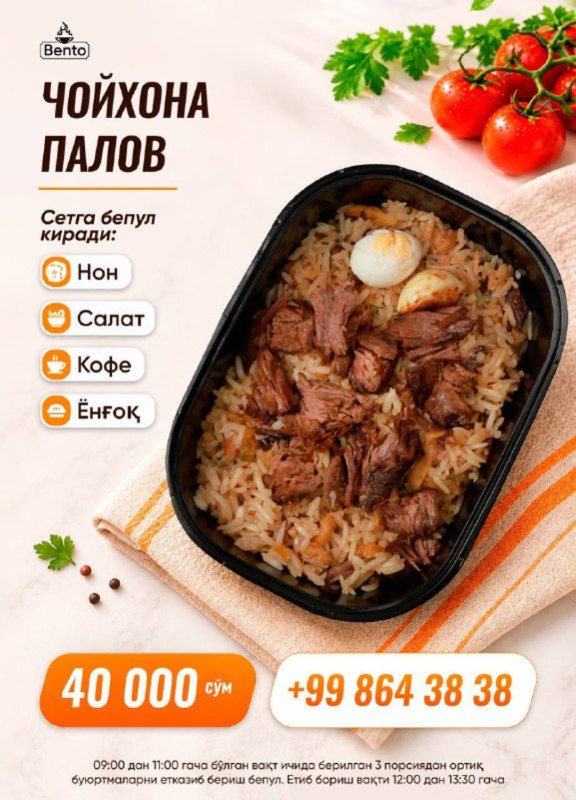 Bento
ЧОЙХОНА
ПАЛОВ
Сетга бепул
киради:
Нон
Салат
Кофе
Ёнғоқ
40 000 сўм
+99 864 38 38
09:00 дан 11:00 гача бўлган вақт ичида берилган 3 порсиядан ортиқ
буюртмаларни етказиб бериш бепул. Етиб бориш вақти 12:00 дан 13:30 гача